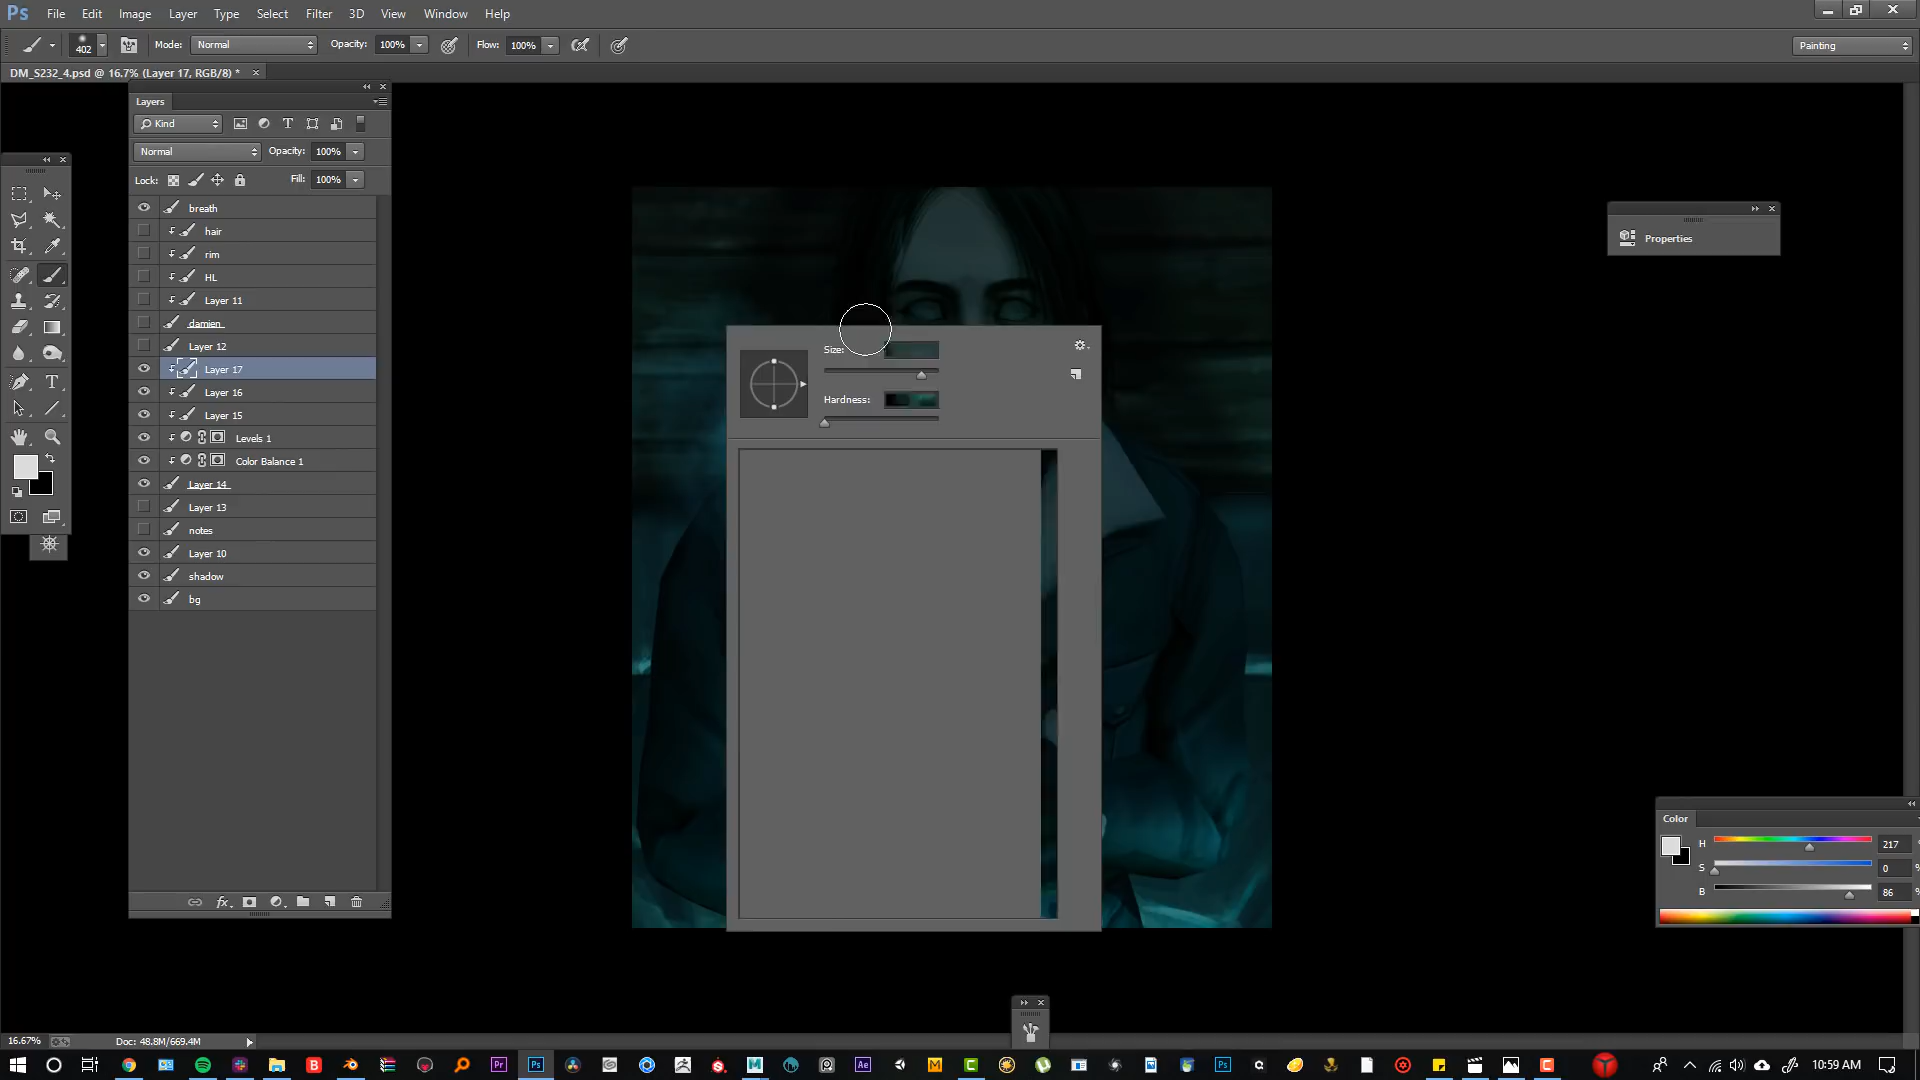 Ps File Edit Image Layer Type Select Filter 3D View Window Help
402 Mode: Normal Opacity: 100% Flow: 100% Painting
DM_S232_4.psd @ 16.7% (Layer 17, RGB/8) *
Layers
Kind
Normal Opacity: 100%
Lock: Fill: 100%
breath
hair
rim
HL
Layer 11
damien
Layer 12
Layer 17
Layer 16
Layer 15
Levels 1
Color Balance 1
Layer 14
Layer 13
notes
Layer 10
shadow
bg
Size:
Hardness:
Properties
Color
H 217 °
S 0 %
B 86 %
16.67% Doc: 48.8M/669.4M
10:59 AM